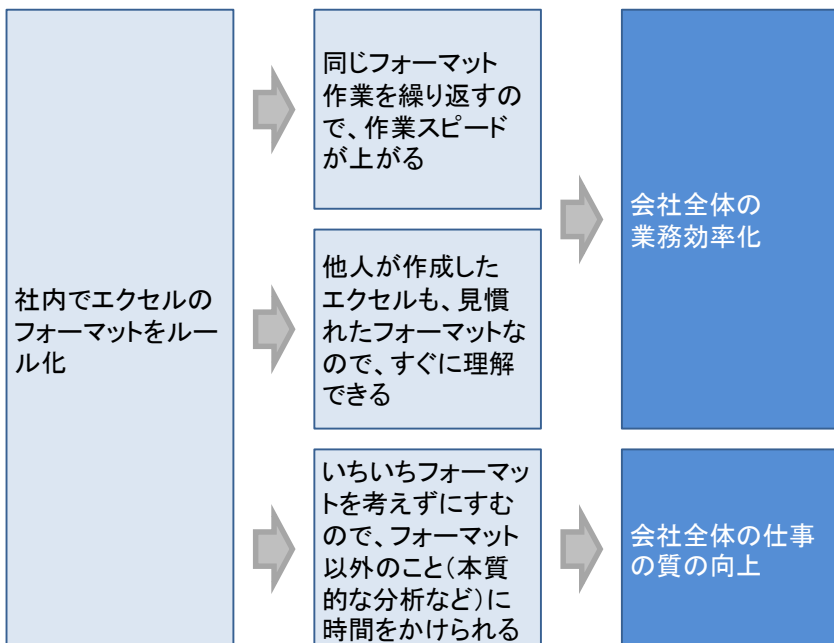 社内でエクセルの
フォーマットをルー
ル化
同じフォーマット
作業を繰り返すの
で、作業スピード
が上がる
他人が作成した
エクセルも、見慣
れたフォーマットな
ので、すぐに理解
できる
いちいちフォーマッ
トを考えずにすむ
ので、フォーマット
以外のこと（本質
的な分析など）に
時間をかけられる
会社全体の
業務効率化
会社全体の仕事
の質の向上